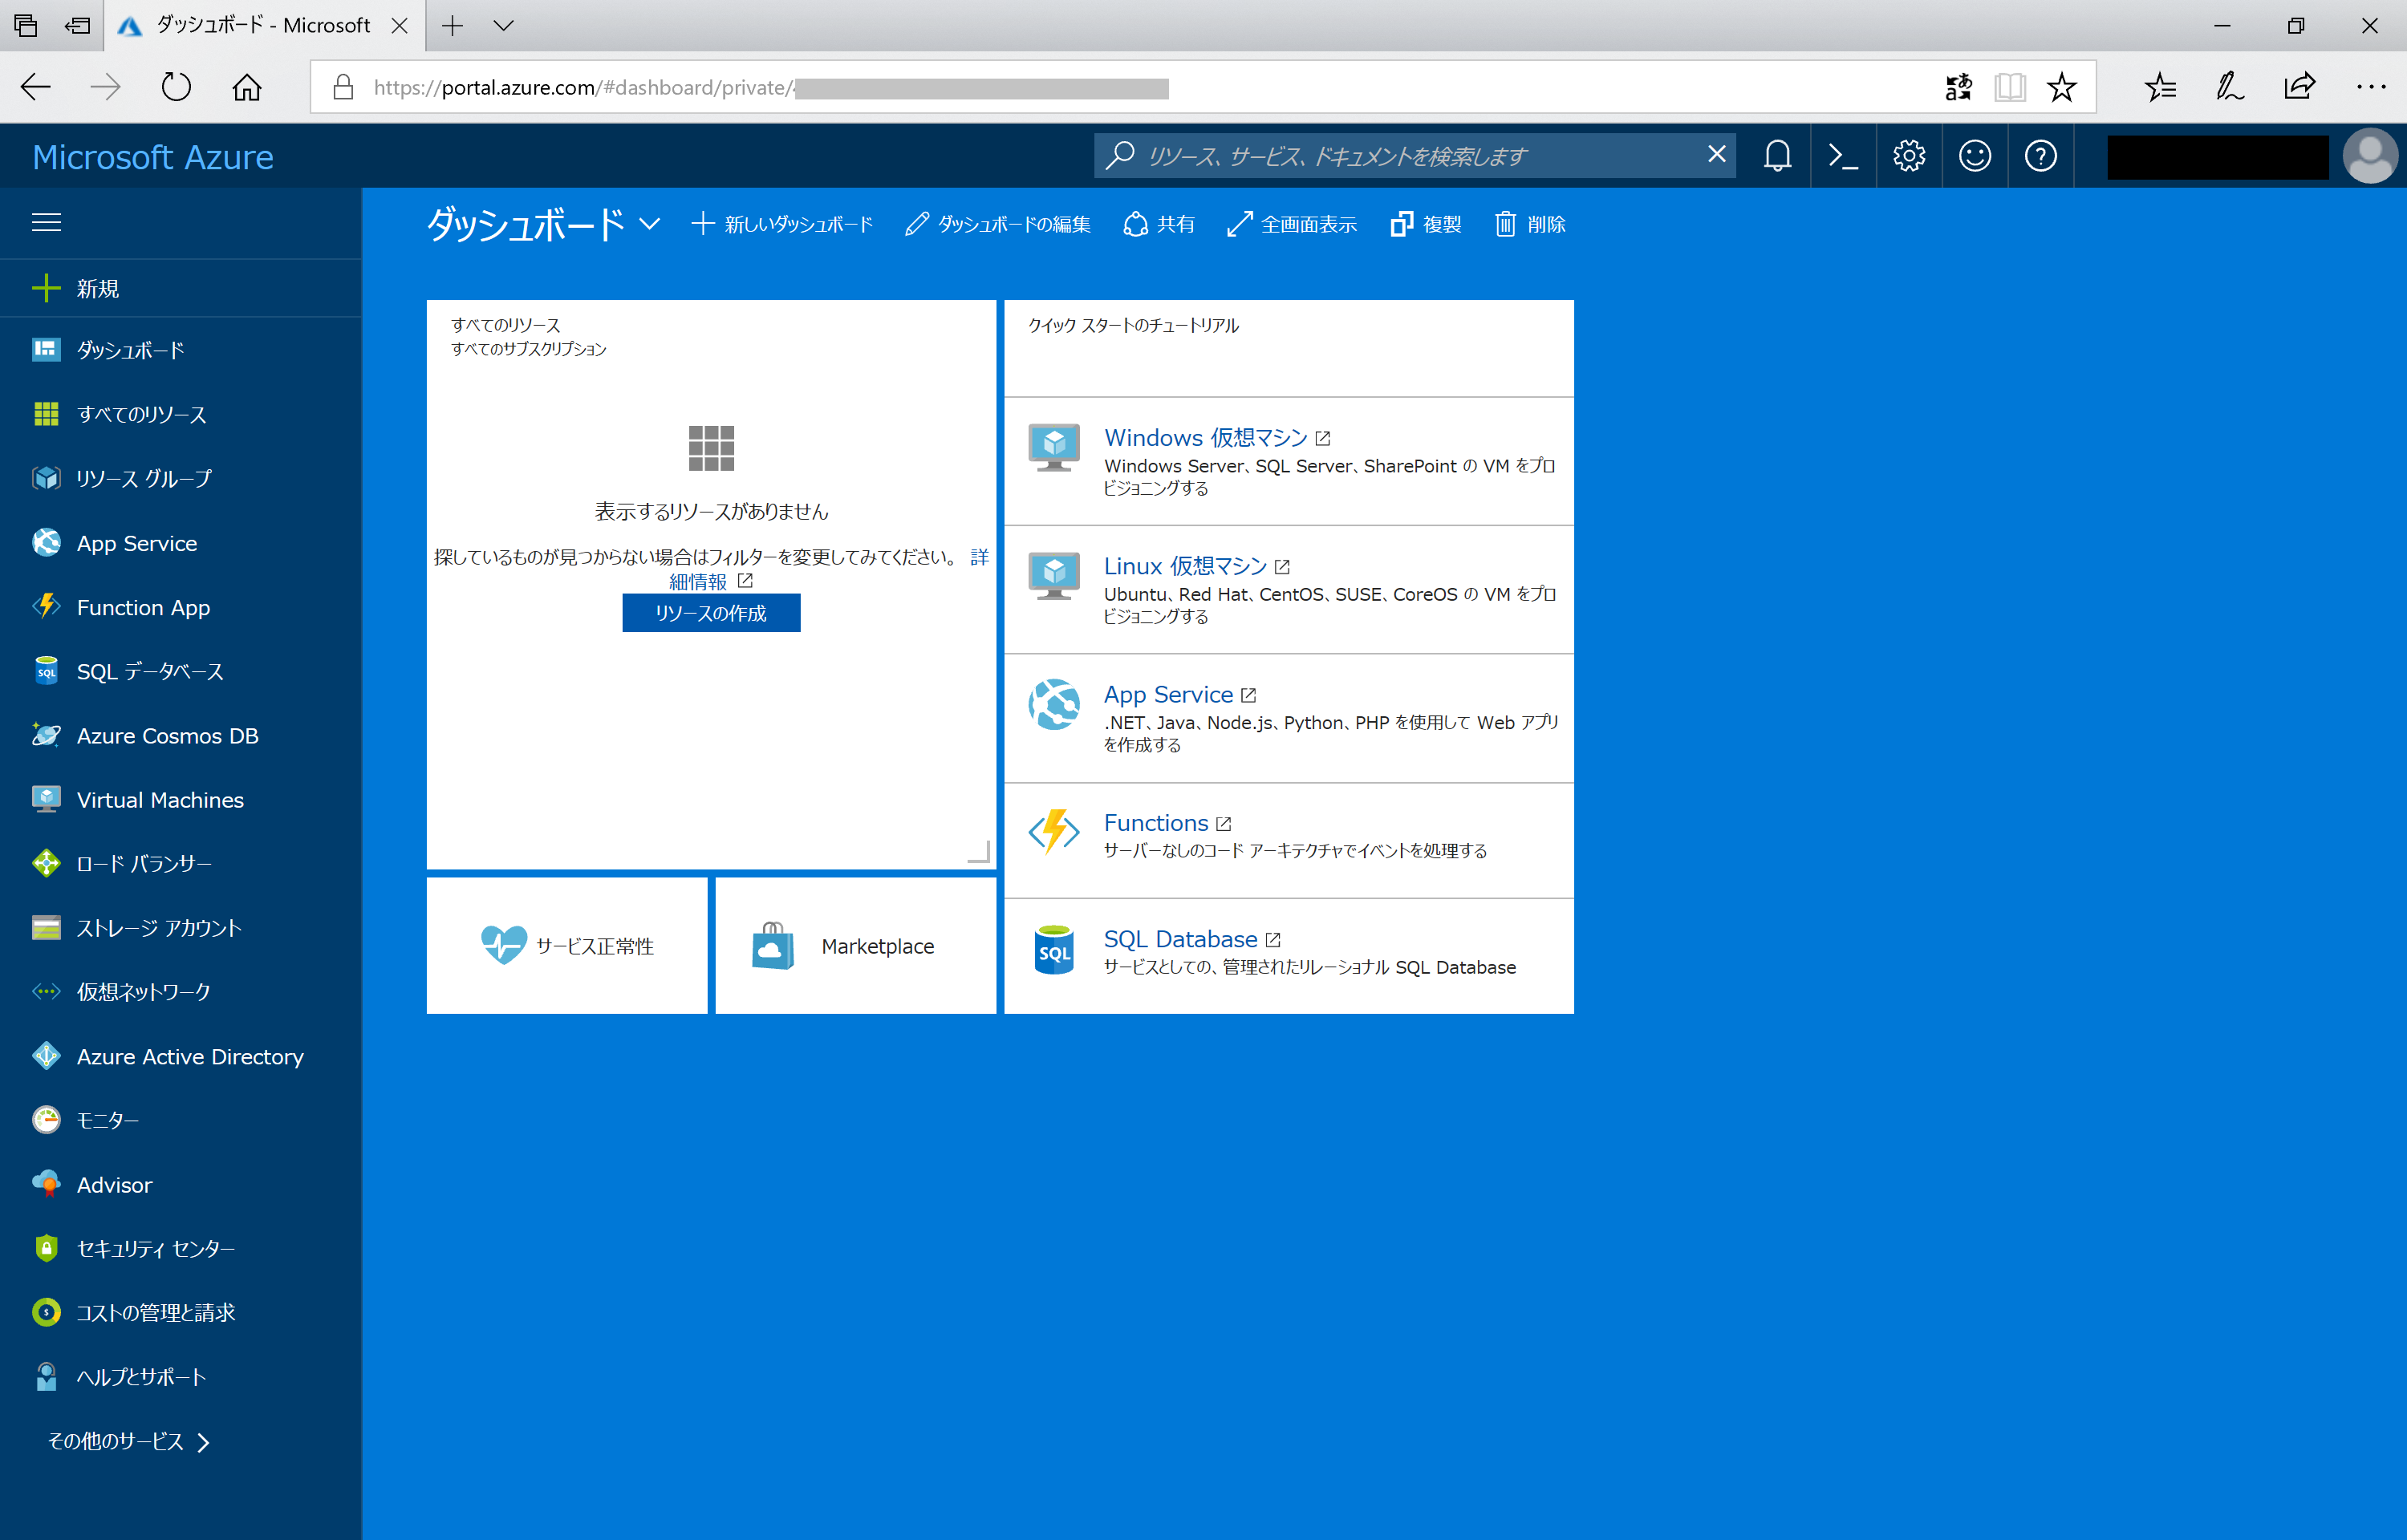 ダッシュボード - Microsoft
https://portal.azure.com/#dashboard/private/
Microsoft Azure
リソース、サービス、ドキュメントを検索します
ダッシュボード
新しいダッシュボード
ダッシュボードの編集
共有
全画面表示
複製
削除
新規
ダッシュボード
すべてのリソース
リソース グループ
App Service
Function App
SQL データベース
Azure Cosmos DB
Virtual Machines
ロード バランサー
ストレージ アカウント
仮想ネットワーク
Azure Active Directory
モニター
Advisor
セキュリティ センター
コストの管理と請求
ヘルプとサポート
その他のサービス
すべてのリソース
すべてのサブスクリプション
表示するリソースがありません
探しているものが見つからない場合はフィルターを変更してみてください。 詳
細情報
リソースの作成
サービス正常性
Marketplace
クイック スタートのチュートリアル
Windows 仮想マシン
Windows Server、SQL Server、SharePoint の VM をプロ
ビジョニングする
Linux 仮想マシン
Ubuntu、Red Hat、CentOS、SUSE、CoreOS の VM をプロ
ビジョニングする
App Service
.NET、Java、Node.js、Python、PHP を使用して Web アプリ
を作成する
Functions
サーバーなしのコード アーキテクチャでイベントを処理する
SQL
SQL Database
サービスとしての、管理されたリレーショナル SQL Database